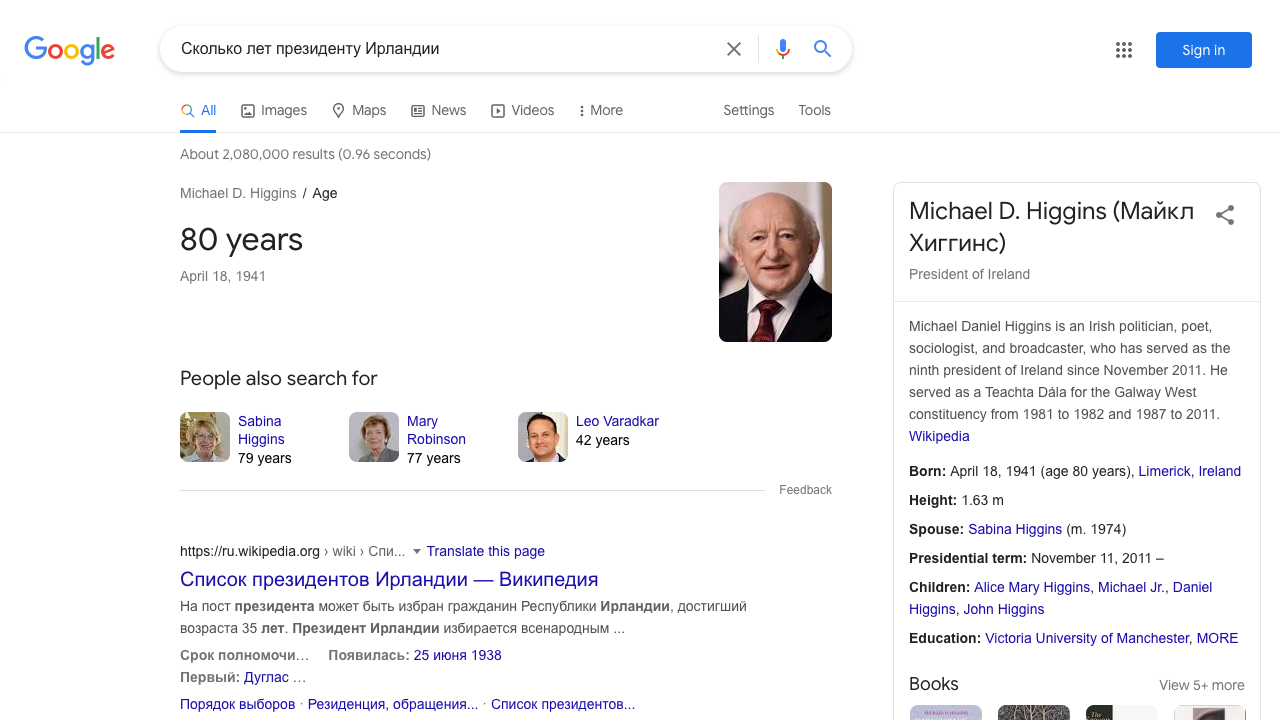 Google
Сколько лет президенту Ирландии
Sign in
All
Images
Maps
News
Videos
More
Settings
Tools
About 2,080,000 results (0.96 seconds)
Michael D. Higgins / Age
80 years
April 18, 1941
People also search for
Sabina
Higgins
79 years
Mary
Robinson
77 years
Leo Varadkar
42 years
Feedback
https://ru.wikipedia.org › wiki › Спи... Translate this page
Список президентов Ирландии — Википедия
На пост президента может быть избран гражданин Республики Ирландии, достигший
возраста 35 лет. Президент Ирландии избирается всенародным ...
Срок полномочи… Появилась: 25 июня 1938
Первый: Дуглас …
Порядок выборов · Резиденция, обращения... · Список президентов...
Michael D. Higgins (Майкл
Хиггинс)
President of Ireland
Michael Daniel Higgins is an Irish politician, poet,
sociologist, and broadcaster, who has served as the
ninth president of Ireland since November 2011. He
served as a Teachta Dála for the Galway West
constituency from 1981 to 1982 and 1987 to 2011.
Wikipedia
Born: April 18, 1941 (age 80 years), Limerick, Ireland
Height: 1.63 m
Spouse: Sabina Higgins (m. 1974)
Presidential term: November 11, 2011 –
Children: Alice Mary Higgins, Michael Jr., Daniel
Higgins, John Higgins
Education: Victoria University of Manchester, MORE
Books
View 5+ more